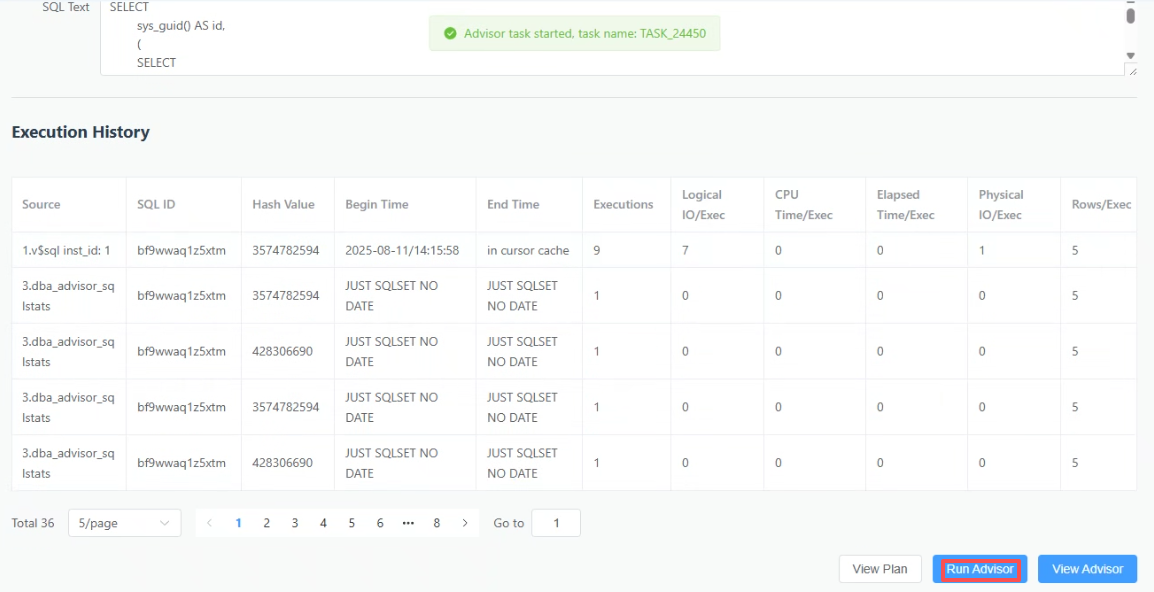 SQL Text
SELECT
sys_guid() AS id,
(
SELECT
Advisor task started, task name: TASK_24450
Execution History
Source SQL ID Hash Value Begin Time End Time Executions Logical IO/Exec CPU Time/Exec Elapsed Time/Exec Physical IO/Exec Rows/Exec
1.v$sql inst_id: 1 bf9wwaq1z5xtm 3574782594 2025-08-11/14:15:58 in cursor cache 9 7 0 0 1 5
3.dba_advisor_sqlstats bf9wwaq1z5xtm 3574782594 JUST SQLSET NO DATE JUST SQLSET NO DATE 1 0 0 0 0 5
3.dba_advisor_sqlstats bf9wwaq1z5xtm 428306690 JUST SQLSET NO DATE JUST SQLSET NO DATE 1 0 0 0 0 5
3.dba_advisor_sqlstats bf9wwaq1z5xtm 3574782594 JUST SQLSET NO DATE JUST SQLSET NO DATE 1 0 0 0 0 5
3.dba_advisor_sqlstats bf9wwaq1z5xtm 428306690 JUST SQLSET NO DATE JUST SQLSET NO DATE 1 0 0 0 0 5
Total 36 5/page 1 2 3 4 5 6 ••• 8 Go to 1
View Plan Run Advisor View Advisor